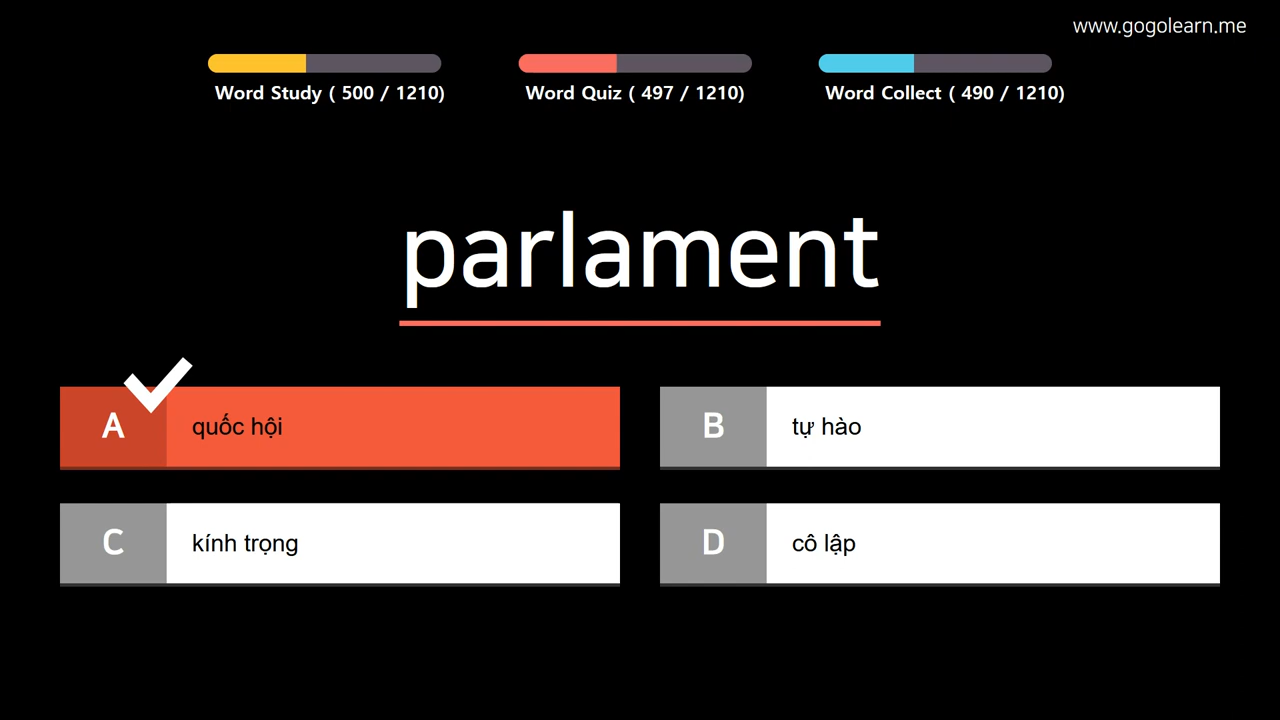 www.gogolearn.me
Word Study ( 500 / 1210)
Word Quiz ( 497 / 1210)
Word Collect ( 490 / 1210)
parlament
A quốc hội
B tự hào
C kính trọng
D cô lập